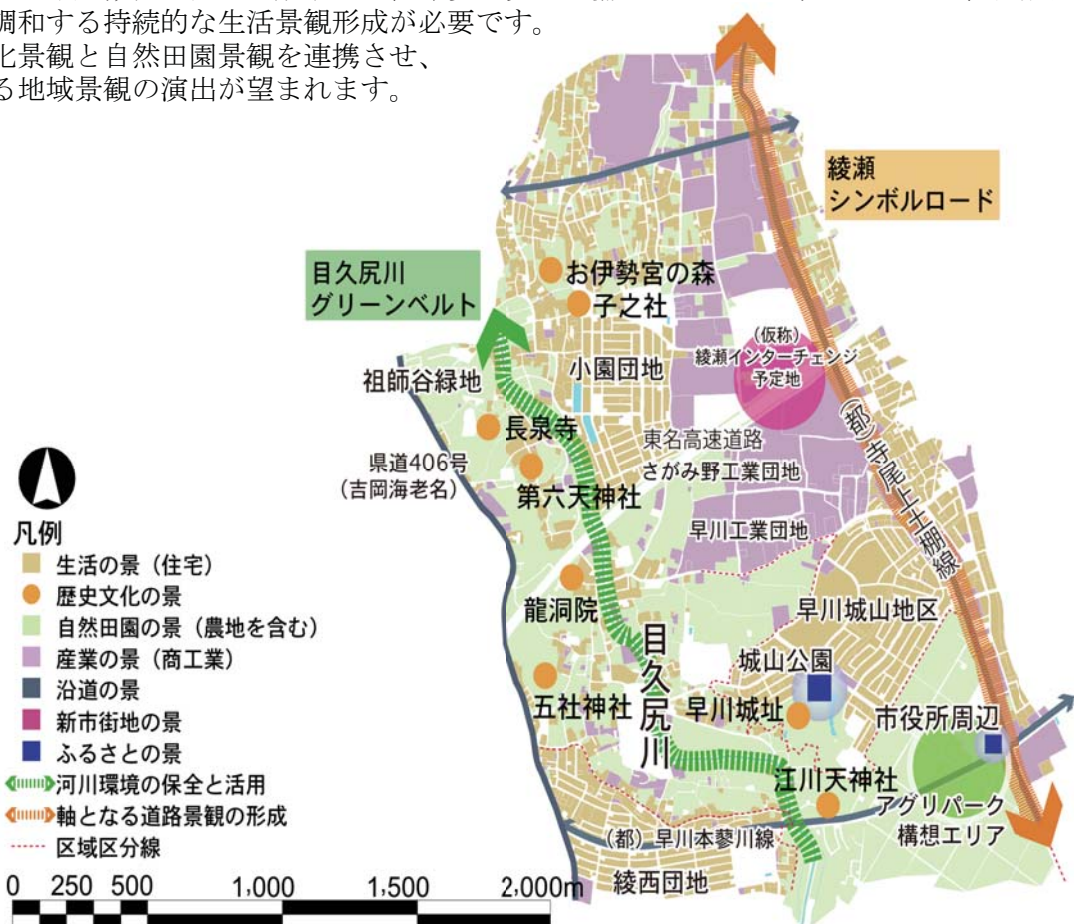 調和する持続的な生活景観形成が必要です。
化景観と自然田園景観を連携させ、
る地域景観の演出が望まれます。
綾瀬
シンボルロード
目久尻川
グリーンベルト
お伊勢宮の森
子之社
(仮称)
綾瀬インターチェンジ
予定地
小園団地
祖師谷緑地
長泉寺
東名高速道路
さがみ野工業団地
県道406号
(吉岡海老名)
第六天神社
早川工業団地
(都)寺尾上土棚線
龍洞院
早川城山地区
目久尻川
城山公園
五社神社
早川城址
市役所周辺
江川天神社
アグリパーク
構想エリア
(都)早川本蓼川線
綾西団地
凡例
生活の景(住宅)
歴史文化の景
自然田園の景(農地を含む)
産業の景(商工業)
沿道の景
新市街地の景
ふるさとの景
河川環境の保全と活用
軸となる道路景観の形成
区域区分線
0 250 500 1,000 1,500 2,000m